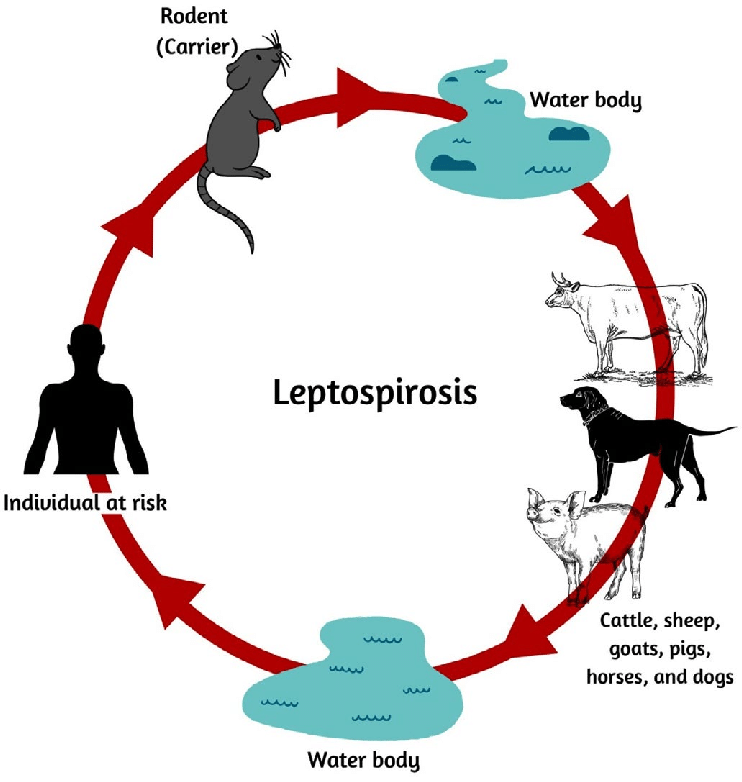 Rodent
(Carrier)
Water body
Leptospirosis
Individual at risk
Cattle, sheep,
goats, pigs,
horses, and dogs
Water body